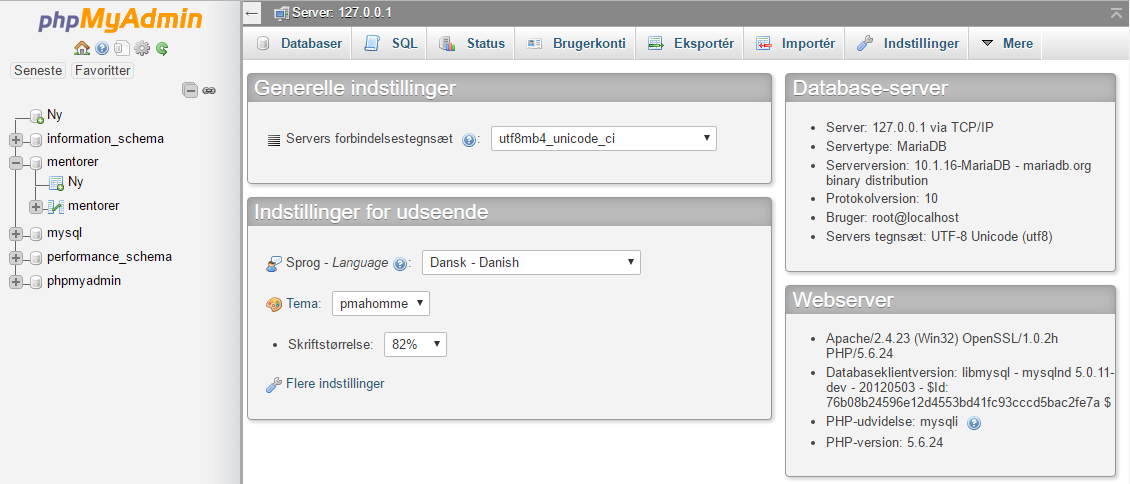 phpMyAdmin
Seneste Favoritter
Ny
information_schema
mentorer
Ny
mentorer
mysql
performance_schema
phpmyadmin
Server: 127.0.0.1
Databaser SQL Status Brugerkonti Eksportér Importér Indstillinger Mere
Generelle indstillinger
Servers forbindelsestegnsæt : utf8mb4_unicode_ci
Indstillinger for udseende
Sprog - Language : Dansk - Danish
Tema: pmahomme
Skriftstørrelse: 82%
Flere indstillinger
Database-server
Server: 127.0.0.1 via TCP/IP
Servertype: MariaDB
Serverversion: 10.1.16-MariaDB - mariadb.org
binary distribution
Protokolversion: 10
Bruger: root@localhost
Servers tegnsæt: UTF-8 Unicode (utf8)
Webserver
Apache/2.4.23 (Win32) OpenSSL/1.0.2h
PHP/5.6.24
Databaseklientversion: libmysql - mysqlnd 5.0.11-
dev - 20120503 - $Id:
76b08b24596e12d4553bd41fc93cccd5bac2fe7a $
PHP-udvidelse: mysqli
PHP-version: 5.6.24